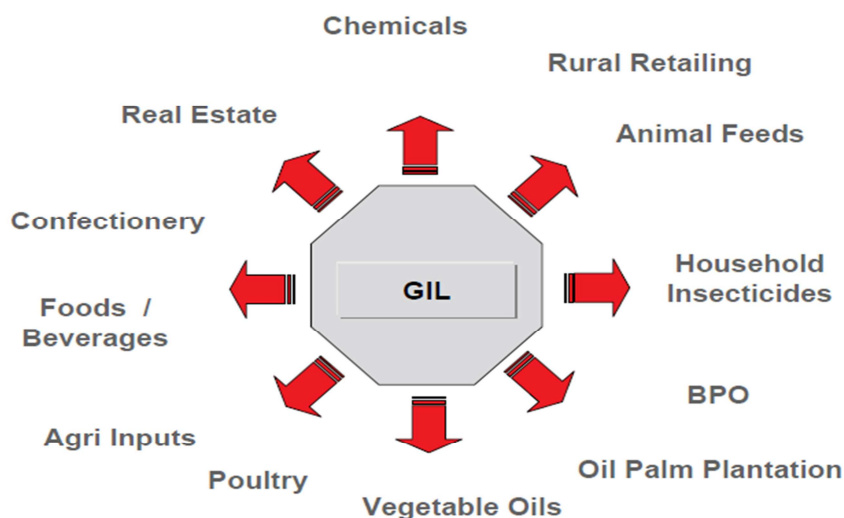 Chemicals
Rural Retailing
Real Estate
Animal Feeds
Confectionery
Household
Insecticides
GIL
Foods /
Beverages
BPO
Agri Inputs
Oil Palm Plantation
Poultry
Vegetable Oils